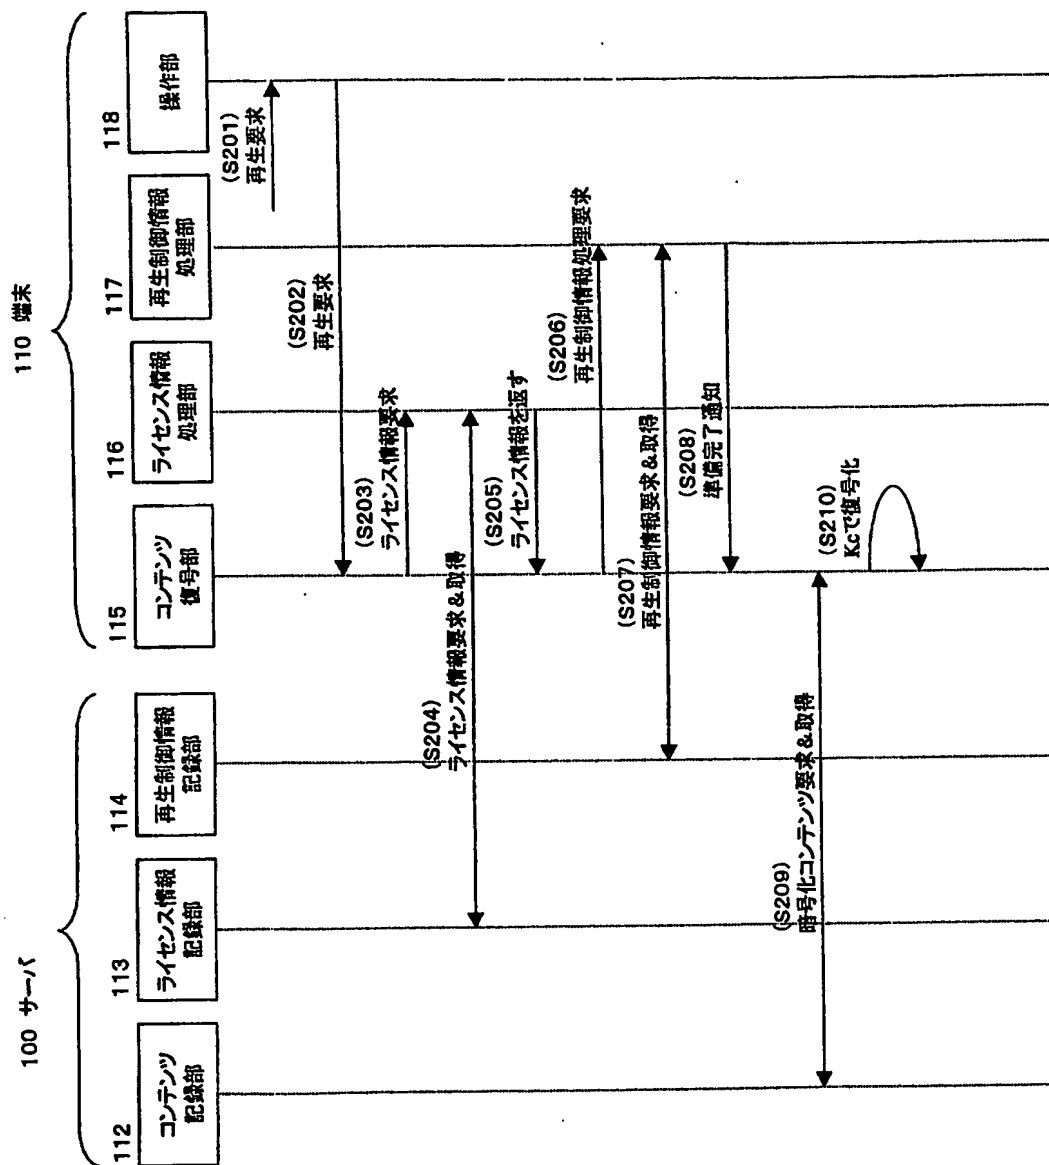 100 サーバ
110 端末
112
コンテンツ
記録部
113
ライセンス情報
記録部
114
再生制御情報
記録部
115
コンテンツ
復号部
116
ライセンス情報
処理部
117
再生制御情報
処理部
118
操作部
(S201)
再生要求
(S202)
再生要求
(S203)
ライセンス情報要求
(S204)
ライセンス情報要求&取得
(S205)
ライセンス情報を返す
(S206)
再生制御情報処理要求
(S207)
再生制御情報要求&取得
(S208)
準備完了通知
(S209)
暗号化コンテンツ要求&取得
(S210)
Kcで復号化